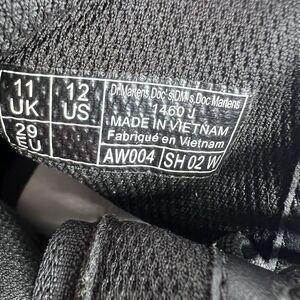 11 UK
12 US
29 EU
Dr.Martens,Doc's,DM's,Doc Martens
1460 J
MADE IN VIETNAM
Fabriqué en Vietnam
AW004 SH 02 W